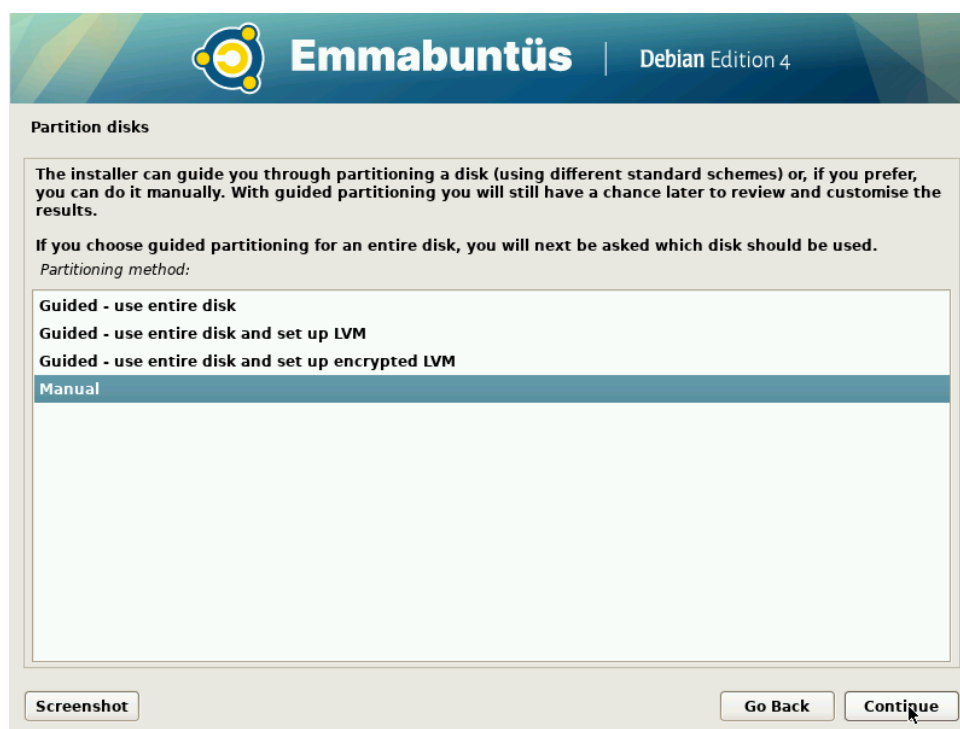 Emmabuntüs | Debian Edition 4
Partition disks
The installer can guide you through partitioning a disk (using different standard schemes) or, if you prefer,
you can do it manually. With guided partitioning you will still have a chance later to review and customise the
results.
If you choose guided partitioning for an entire disk, you will next be asked which disk should be used.
Partitioning method:
Guided - use entire disk
Guided - use entire disk and set up LVM
Guided - use entire disk and set up encrypted LVM
Manual
Screenshot Go Back Continue